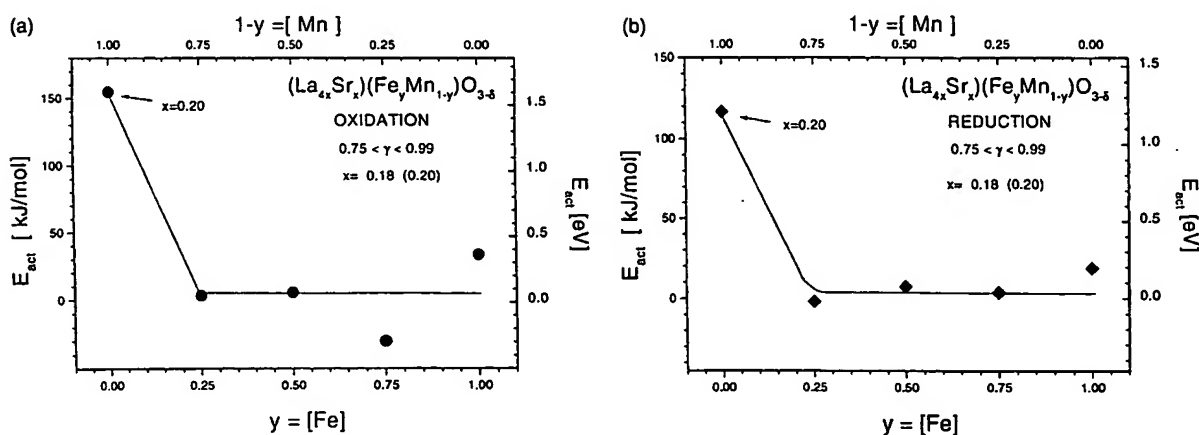 (a)
1-y =[ Mn ]
1.00 0.75 0.50 0.25 0.00
(La4xSrx)(FeyMn1-y)O3-δ
x=0.20
OXIDATION
0.75 < γ < 0.99
x= 0.18 (0.20)
Eact [ kJ/mol]
150
100
50
0
Eact [eV]
1.5
1.0
0.5
0.0
0.00 0.25 0.50 0.75 1.00
y = [Fe]
(b)
1-y =[ Mn ]
1.00 0.75 0.50 0.25 0.00
(La4xSrx)(FeyMn1-y)O3-δ
x=0.20
REDUCTION
0.75 < γ < 0.99
x= 0.18 (0.20)
Eact [ kJ/mol]
150
100
50
0
Eact [eV]
1.5
1.0
0.5
0.0
0.00 0.25 0.50 0.75 1.00
y = [Fe]